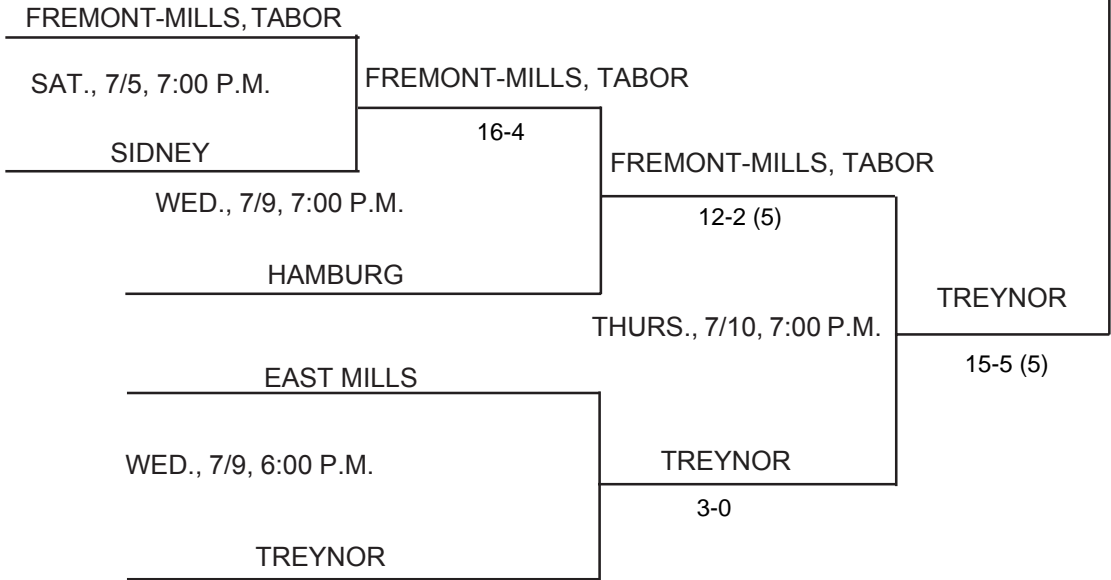 FREMONT-MILLS, TABOR
SAT., 7/5, 7:00 P.M.
FREMONT-MILLS, TABOR
16-4
SIDNEY
FREMONT-MILLS, TABOR
WED., 7/9, 7:00 P.M.
12-2 (5)
HAMBURG
TREYNOR
THURS., 7/10, 7:00 P.M.
15-5 (5)
EAST MILLS
WED., 7/9, 6:00 P.M.
TREYNOR
3-0
TREYNOR